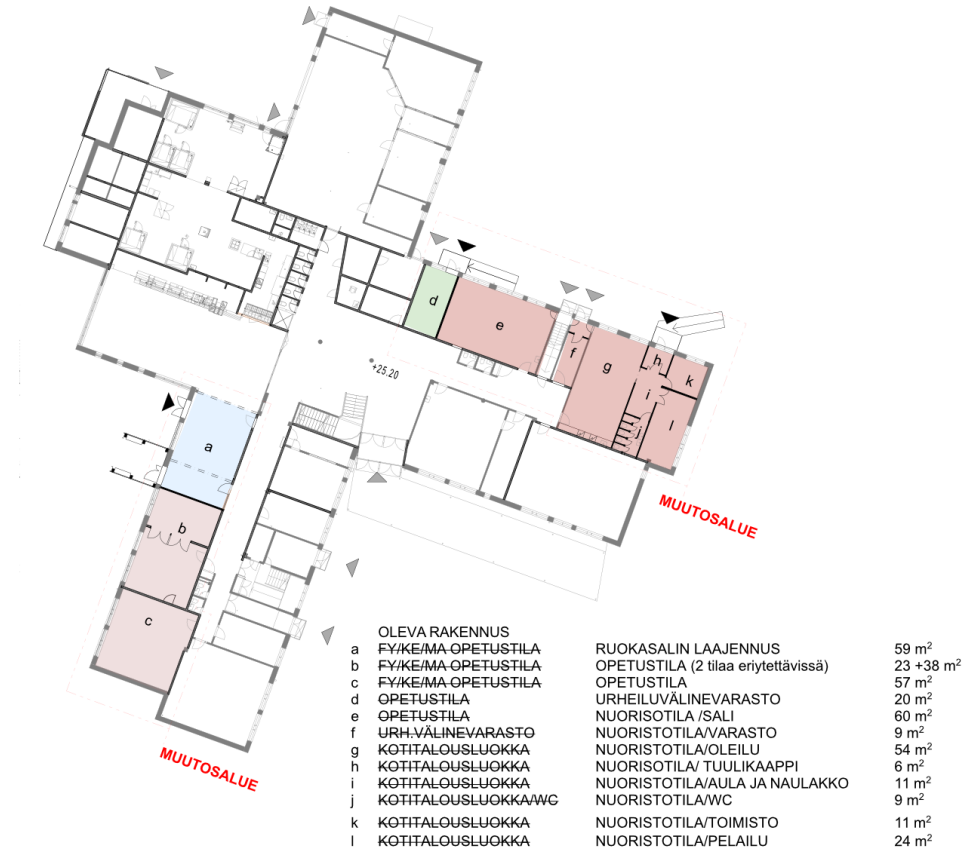 d
e
f
g
h
k
i
j
l
+25.20
a
b
c
MUUTOSALUE
MUUTOSALUE
OLEVA RAKENNUS
a FY/KE/MA OPETUSTILA RUOKASALIN LAAJENNUS 59 m²
b FY/KE/MA OPETUSTILA OPETUSTILA (2 tilaa eriytettävissä) 23 +38 m²
c FY/KE/MA OPETUSTILA OPETUSTILA 57 m²
d OPETUSTILA URHEILUVÄLINEVARASTO 20 m²
e OPETUSTILA NUORISOTILA /SALI 60 m²
f URH.VÄLINEVARASTO NUORISTOTILA/VARASTO 9 m²
g KOTITALOUSLUOKKA NUORISTOTILA/OLEILU 54 m²
h KOTITALOUSLUOKKA NUORISOTILA/ TUULIKAAPPI 6 m²
i KOTITALOUSLUOKKA NUORISTOTILA/AULA JA NAULAKKO 11 m²
j KOTITALOUSLUOKKA/WC NUORISTOTILA/WC 9 m²
k KOTITALOUSLUOKKA NUORISTOTILA/TOIMISTO 11 m²
l KOTITALOUSLUOKKA NUORISTOTILA/PELAILU 24 m²